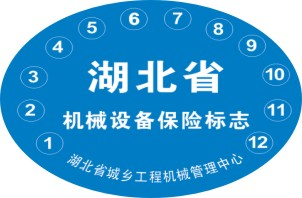 1 2 3 4 5 6 7 8 9 10 11 12
湖北省
机械设备保险标志
湖北省城乡工程机械管理中心